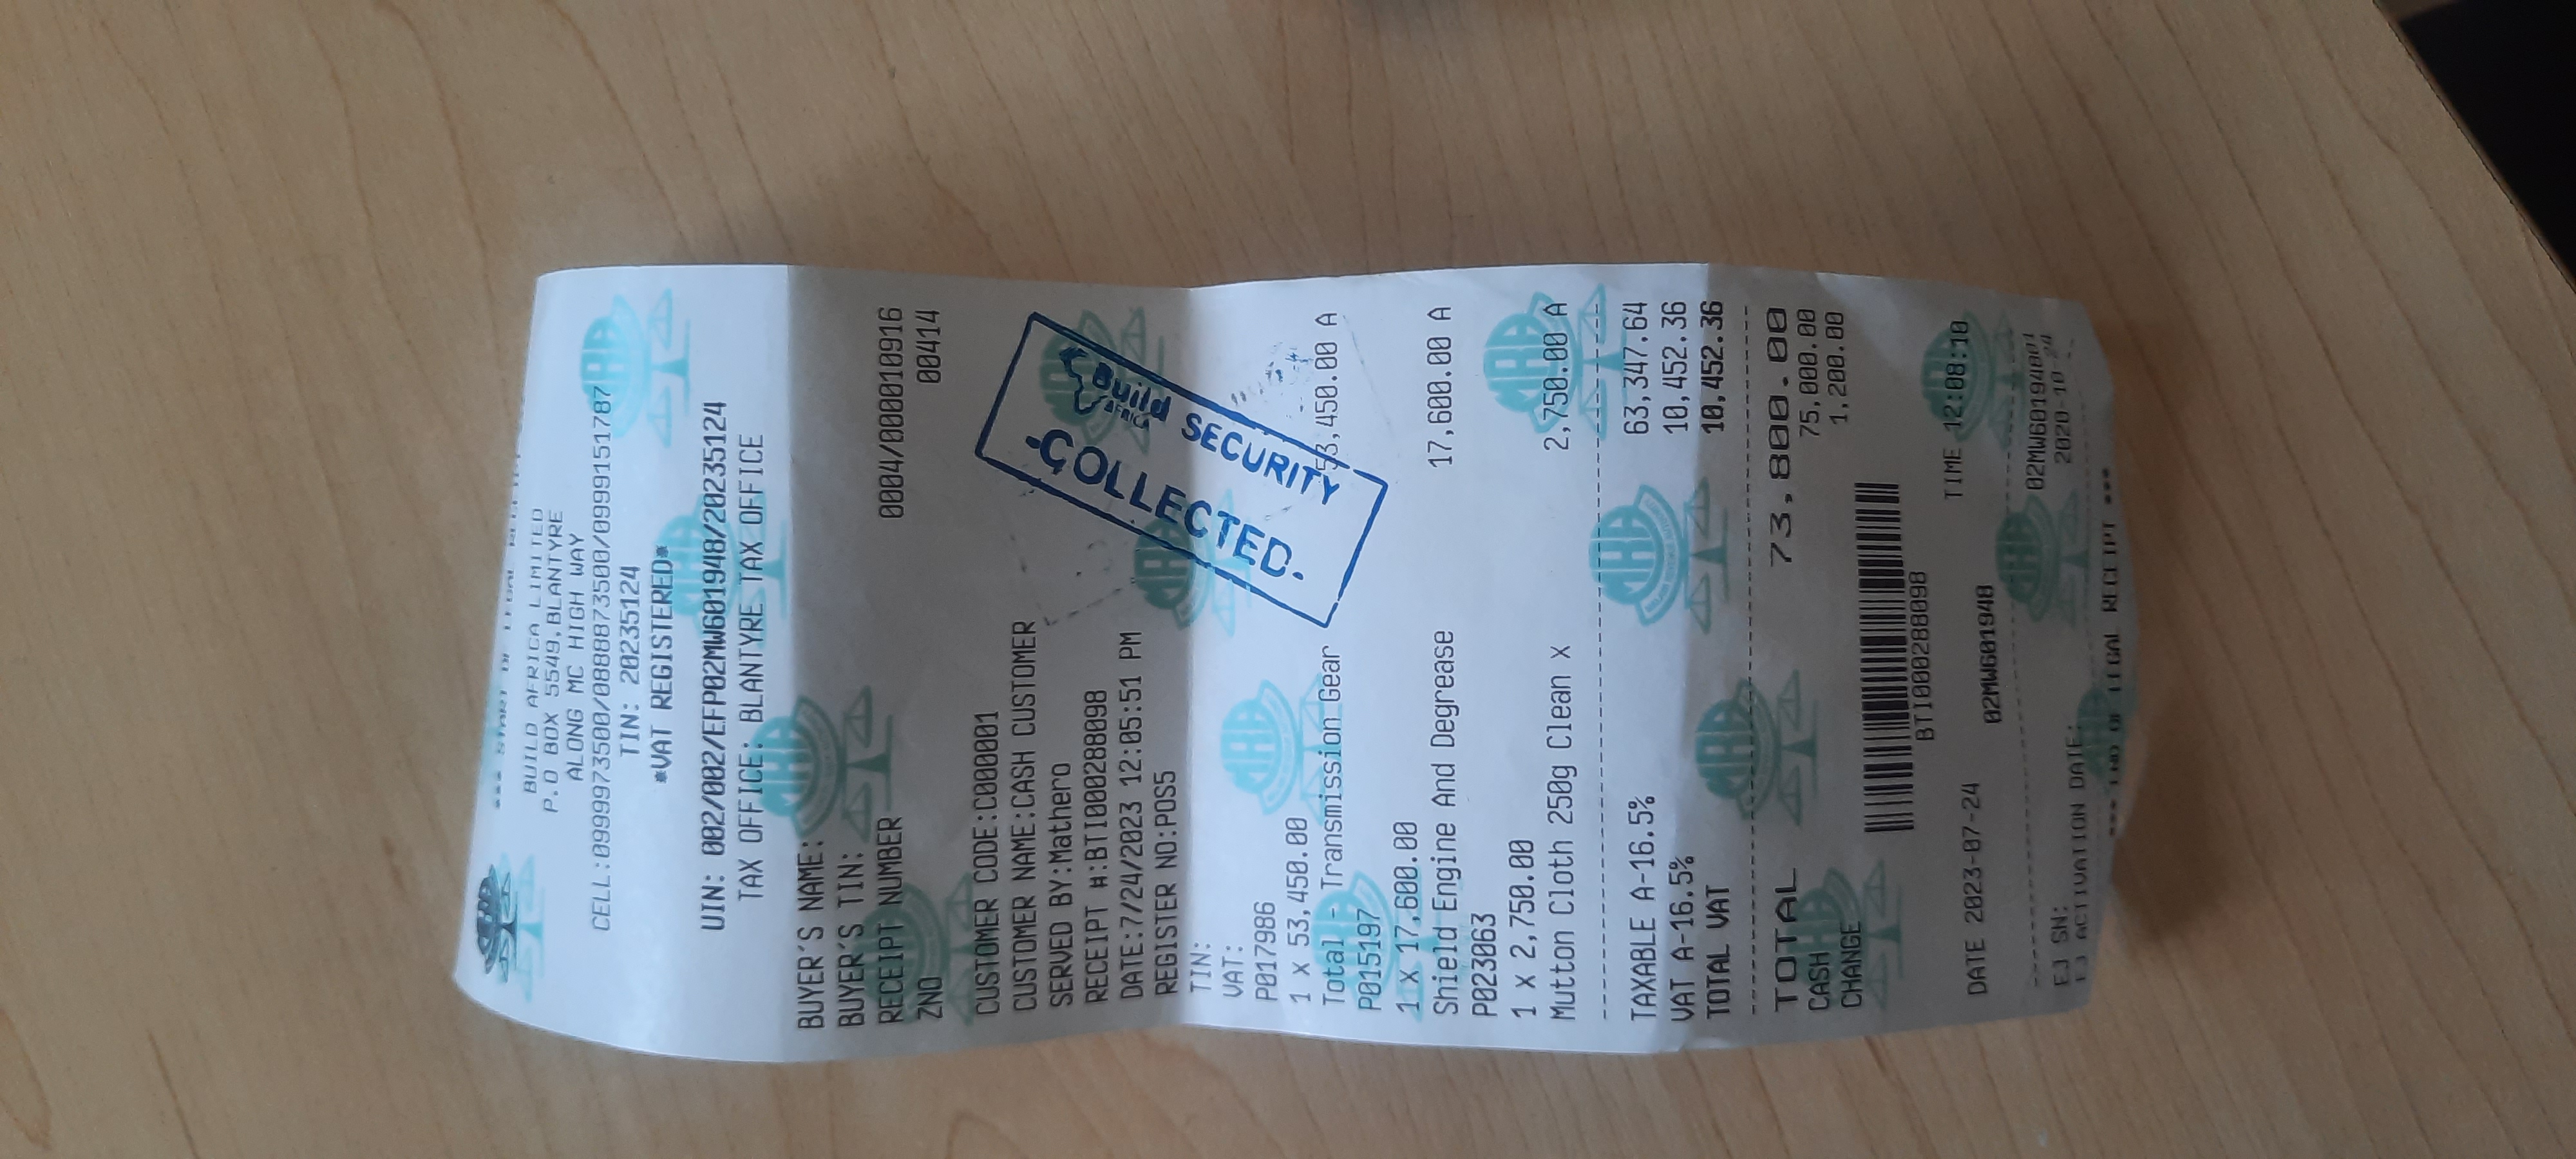 *** START OF LEGAL RECEIPT ***
BUILD AFRICA LIMITED
P.O BOX 5549,BLANTYRE
ALONG MC HIGH WAY
CELL:0999973500/0888873500/0999151787
TIN: 20235124
*VAT REGISTERED*
UIN: 002/002/EFP02MW601948/20235124
TAX OFFICE: BLANTYRE TAX OFFICE
BUYER'S NAME:
BUYER'S TIN:
RECEIPT NUMBER 0004/000010916
ZNO 00414
CUSTOMER CODE:C000001
CUSTOMER NAME:CASH CUSTOMER
SERVED BY:Mathero
RECEIPT #:BTI000288098
DATE:7/24/2023 12:05:51 PM
REGISTER NO:POS5
TIN:
VAT:
Build AFRICA SECURITY
-COLLECTED.
P017986
1 x 53,450.00
Total - Transmission Gear 53,450.00 A
P015197
1 x 17,600.00
Shield Engine And Degrease 17,600.00 A
P023063
1 x 2,750.00
Mutton Cloth 250g Clean x 2,750.00 A
TAXABLE A-16.5% 63,347.64
VAT A-16.5% 10,452.36
TOTAL VAT 10,452.36
TOTAL 73,800.00
CASH 75,000.00
CHANGE 1,200.00
BTI000288098
DATE 2023-07-24 TIME 12:08:10
02MW601948
EJ SN: 02MW60194801
EJ ACTIVATION DATE: 2020-10-24
*** END OF LEGAL RECEIPT ***
MRA